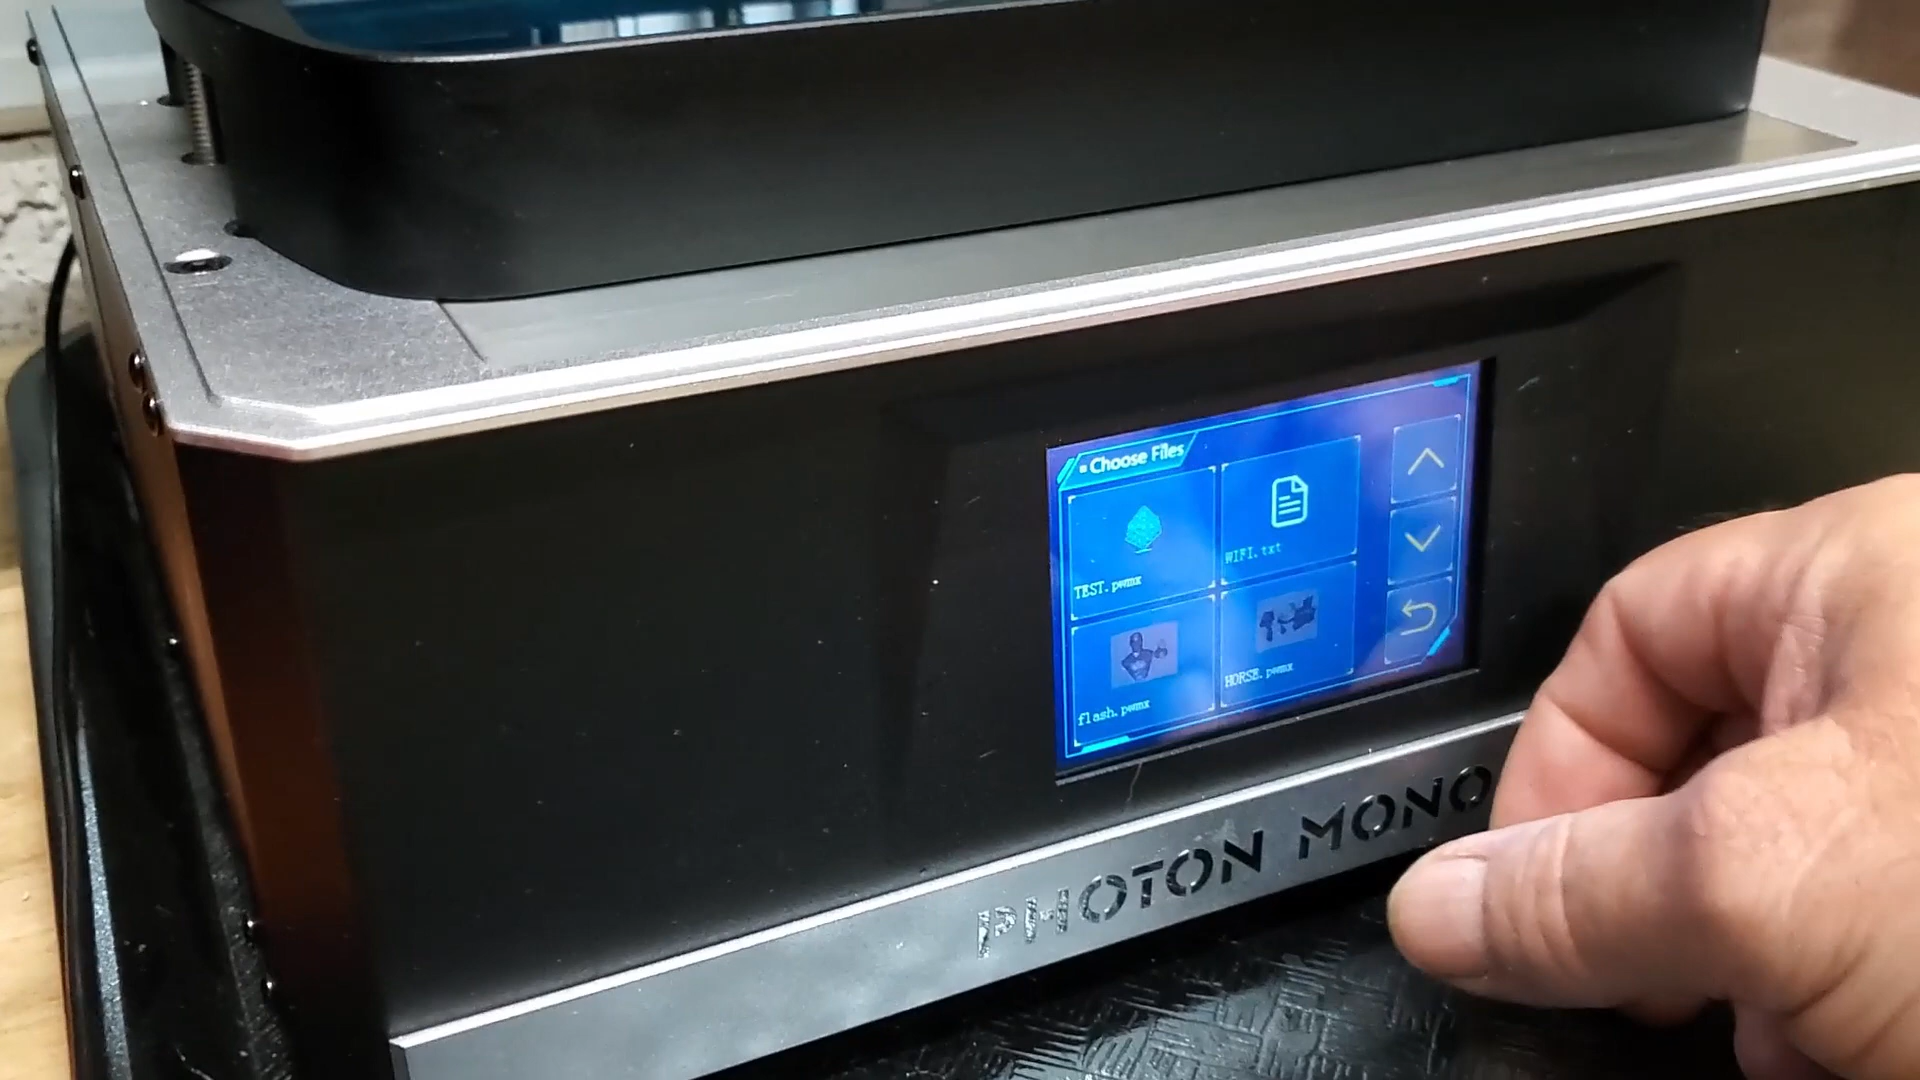 Choose Files
TEST.pwmx
WIFI.txt
flash.pwmx
HORSE.pwmx
PHOTON MONO